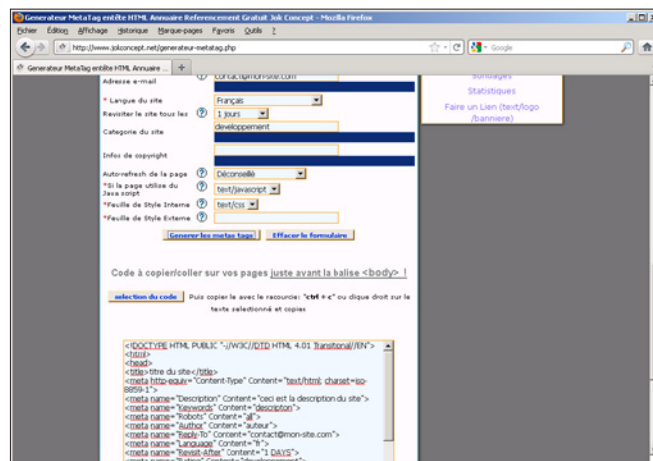 Generateur MetaTag entête HTML Annuaire Referencement Gratuit Jok Concept - Mozilla Firefox
Fichier Édition Affichage Historique Marque-pages Favoris Outils ?
http://www.jokconcept.net/generateur-metatag.php
Google
Generateur MetaTag entête HTML Annuaire ...
Adresse e-mail
contact@mon-site.com
Sondages
Statistiques
Faire un Lien (text/logo
/banniere)
* Langue du site
Français
Revisiter le site tous les
1 jours
Categorie du site
developpement
Infos de copyright
Auto-refresh de la page
Déconseillé
*Si la page utilise du
Java script
text/javascript
*Feuille de Style Interne
text/css
*Feuille de Style Externe
Generer les metas tags Effacer le formulaire
Code à copier/coller sur vos pages juste avant la balise <body> !
selection du code Puis copier le avec le racourcie: "ctrl + c" ou clique droit sur le
texte selectionné et copier.
<!DOCTYPE HTML PUBLIC "-//W3C//DTD HTML 4.01 Transitional//EN">
<html>
<head>
<title>titre du site</title>
<meta http-equiv="Content-Type" Content="text/html; charset=iso-
8859-1">
<meta name="Description" Content="ceci est la description du site">
<meta name="Keywords" Content="descripton">
<meta name="Robots" Content="all">
<meta name="Author" Content="auteur">
<meta name="Reply-To" Content="contact@mon-site.com">
<meta name="Language" Content="fr">
<meta name="Revisit-After" Content="1 DAYS">
<meta name="Rating" Content="developpement">